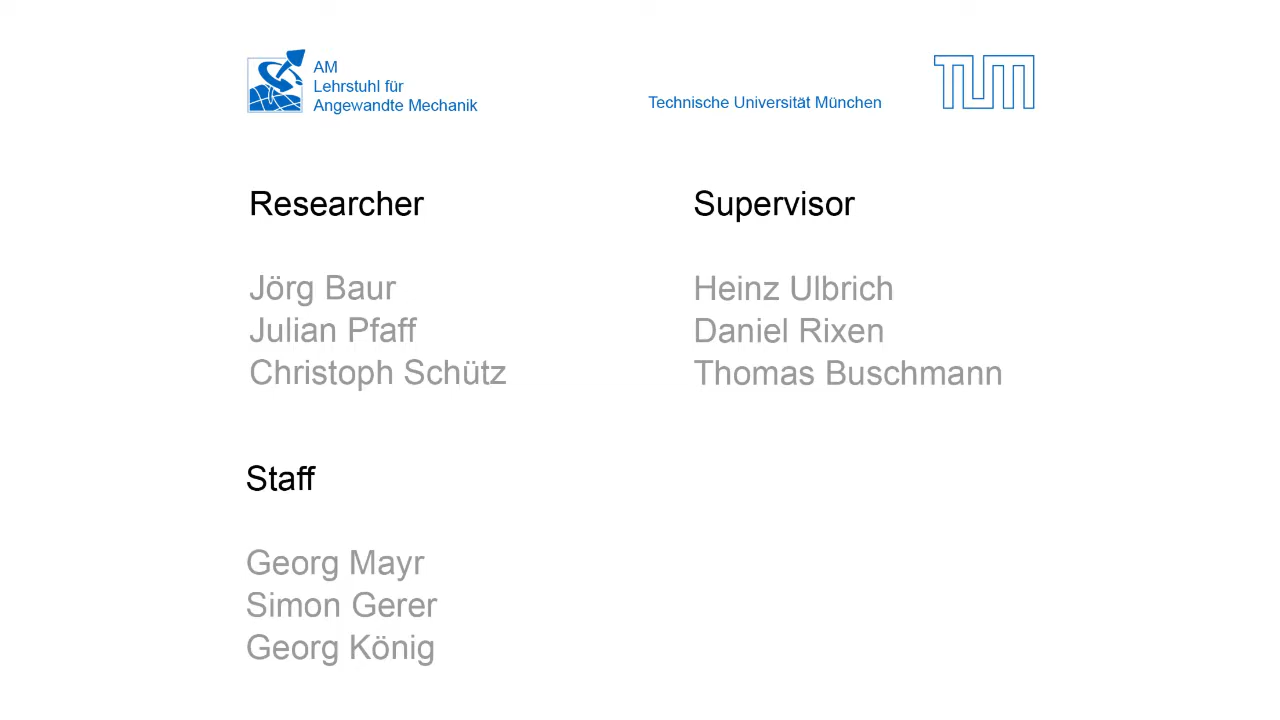 AM
Lehrstuhl für
Angewandte Mechanik
Technische Universität München
TUM
Researcher
Jörg Baur
Julian Pfaff
Christoph Schütz
Supervisor
Heinz Ulbrich
Daniel Rixen
Thomas Buschmann
Staff
Georg Mayr
Simon Gerer
Georg König